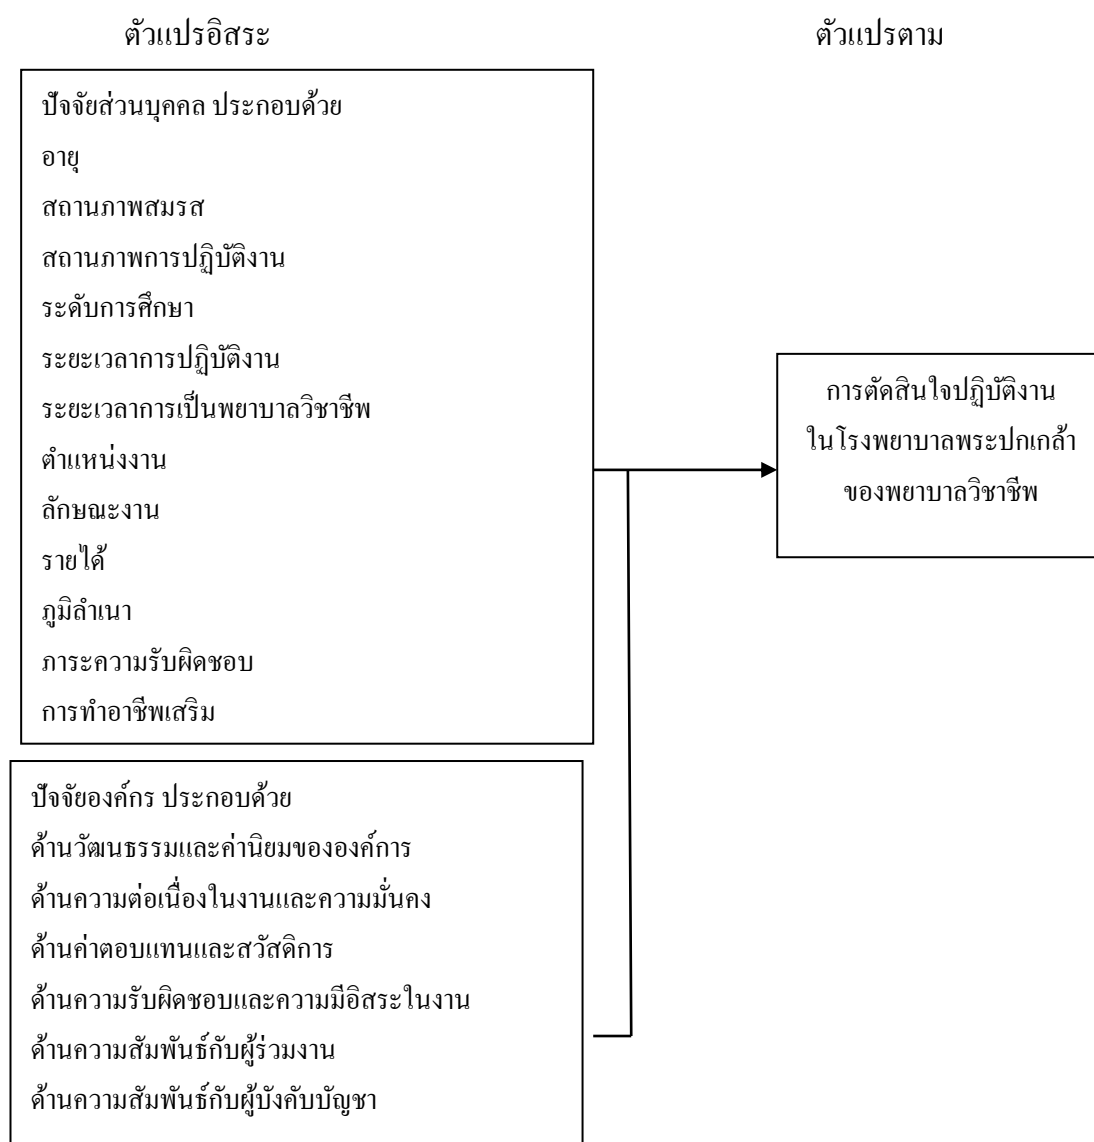 ตัวแปรอิสระ
ตัวแปรตาม
ปัจจัยส่วนบุคคล ประกอบด้วย
อายุ
สถานภาพสมรส
สถานภาพการปฏิบัติงาน
ระดับการศึกษา
ระยะเวลาการปฏิบัติงาน
ระยะเวลาการเป็นพยาบาลวิชาชีพ
ตำแหน่งงาน
ลักษณะงาน
รายได้
ภูมิลำเนา
ภาระความรับผิดชอบ
การทำอาชีพเสริม
การตัดสินใจปฏิบัติงาน
ในโรงพยาบาลพระปกเกล้า
ของพยาบาลวิชาชีพ
ปัจจัยองค์กร ประกอบด้วย
ด้านวัฒนธรรมและค่านิยมขององค์การ
ด้านความต่อเนื่องในงานและความมั่นคง
ด้านค่าตอบแทนและสวัสดิการ
ด้านความรับผิดชอบและความมีอิสระในงาน
ด้านความสัมพันธ์กับผู้ร่วมงาน
ด้านความสัมพันธ์กับผู้บังคับบัญชา